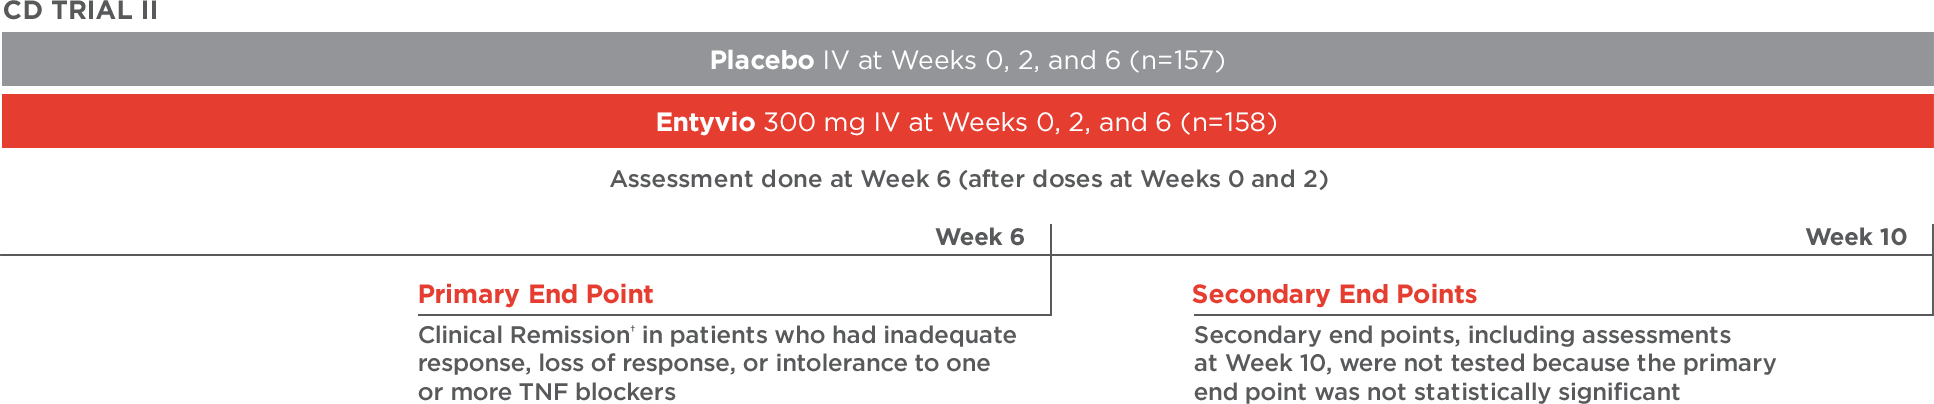 CD TRIAL II
Placebo IV at Weeks 0, 2, and 6 (n=157)
Entyvio 300 mg IV at Weeks 0, 2, and 6 (n=158)
Assessment done at Week 6 (after doses at Weeks 0 and 2)
Week 6
Week 10
Primary End Point
Clinical Remission† in patients who had inadequate
response, loss of response, or intolerance to one
or more TNF blockers
Secondary End Points
Secondary end points, including assessments
at Week 10, were not tested because the primary
end point was not statistically significant